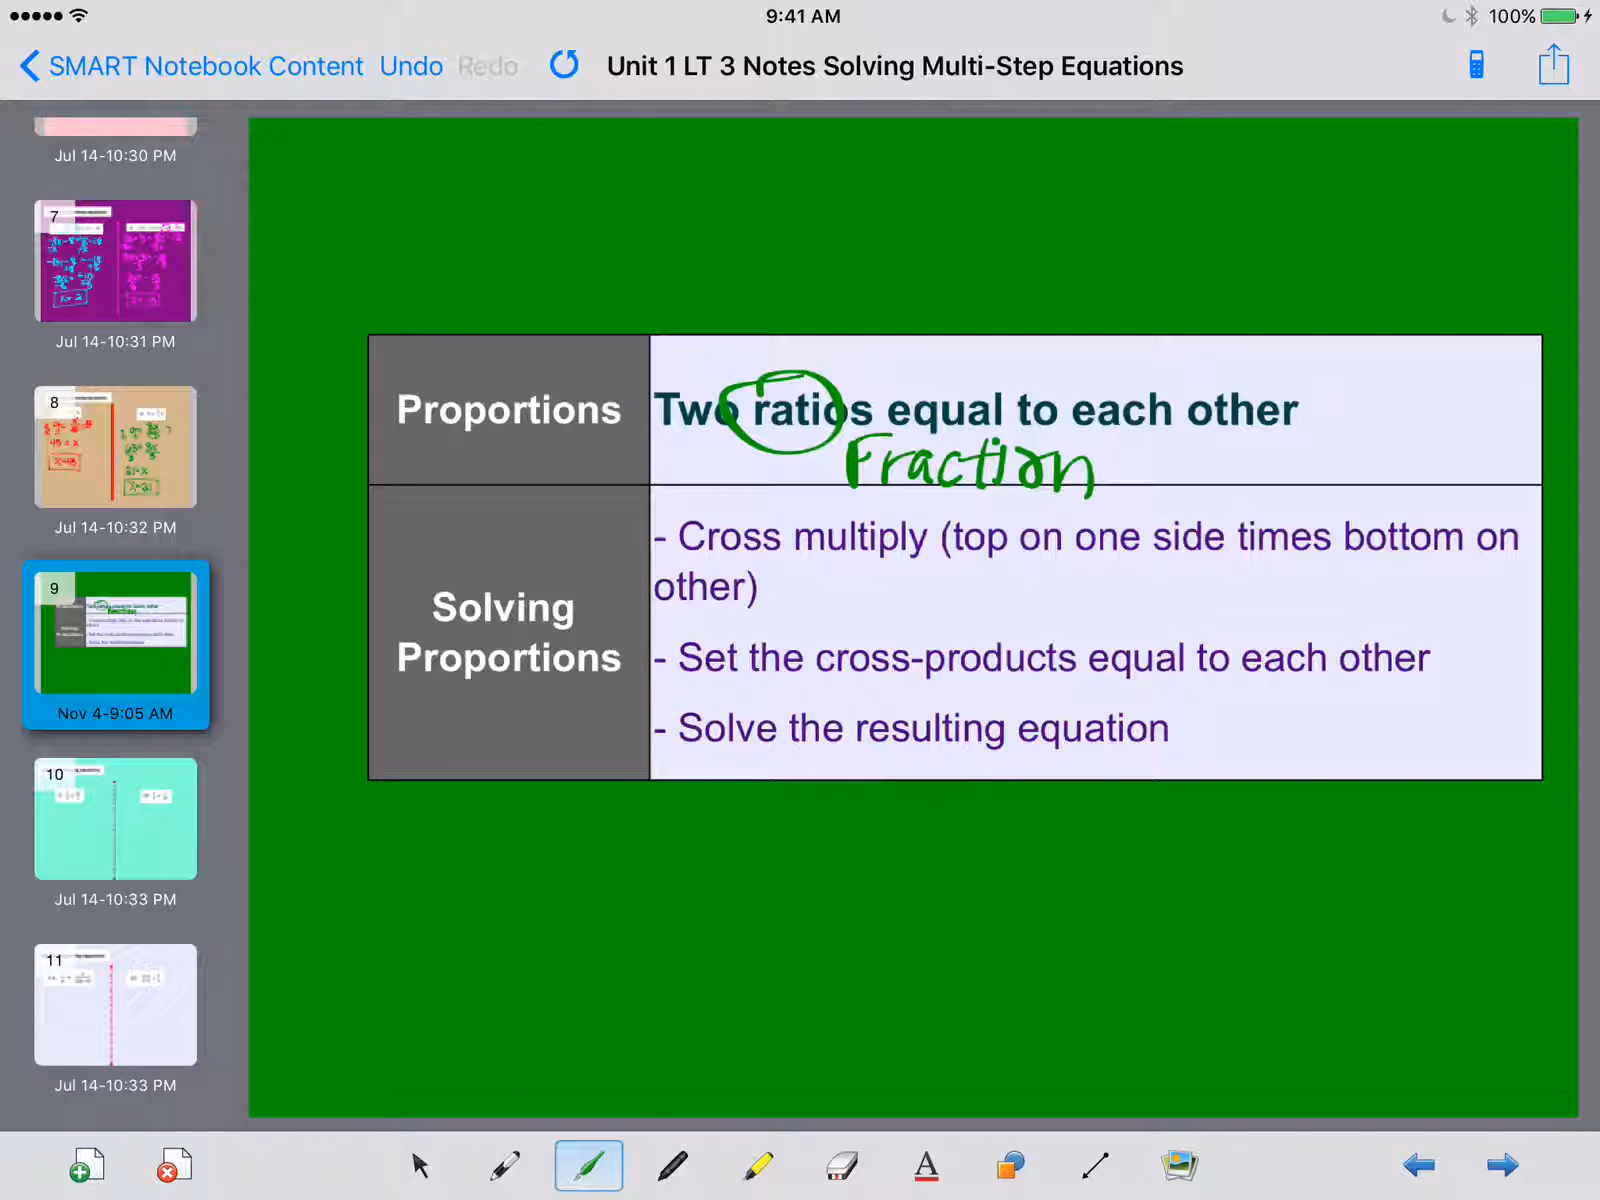 9:41 AM
100%
SMART Notebook Content Undo Redo Unit 1 LT 3 Notes Solving Multi-Step Equations
Jul 14-10:30 PM
7
Jul 14-10:31 PM
8
Jul 14-10:32 PM
9
Nov 4-9:05 AM
10
Jul 14-10:33 PM
11
Jul 14-10:33 PM
Proportions
Two ratios equal to each other
Fraction
Solving
Proportions
- Cross multiply (top on one side times bottom on
other)
- Set the cross-products equal to each other
- Solve the resulting equation
A